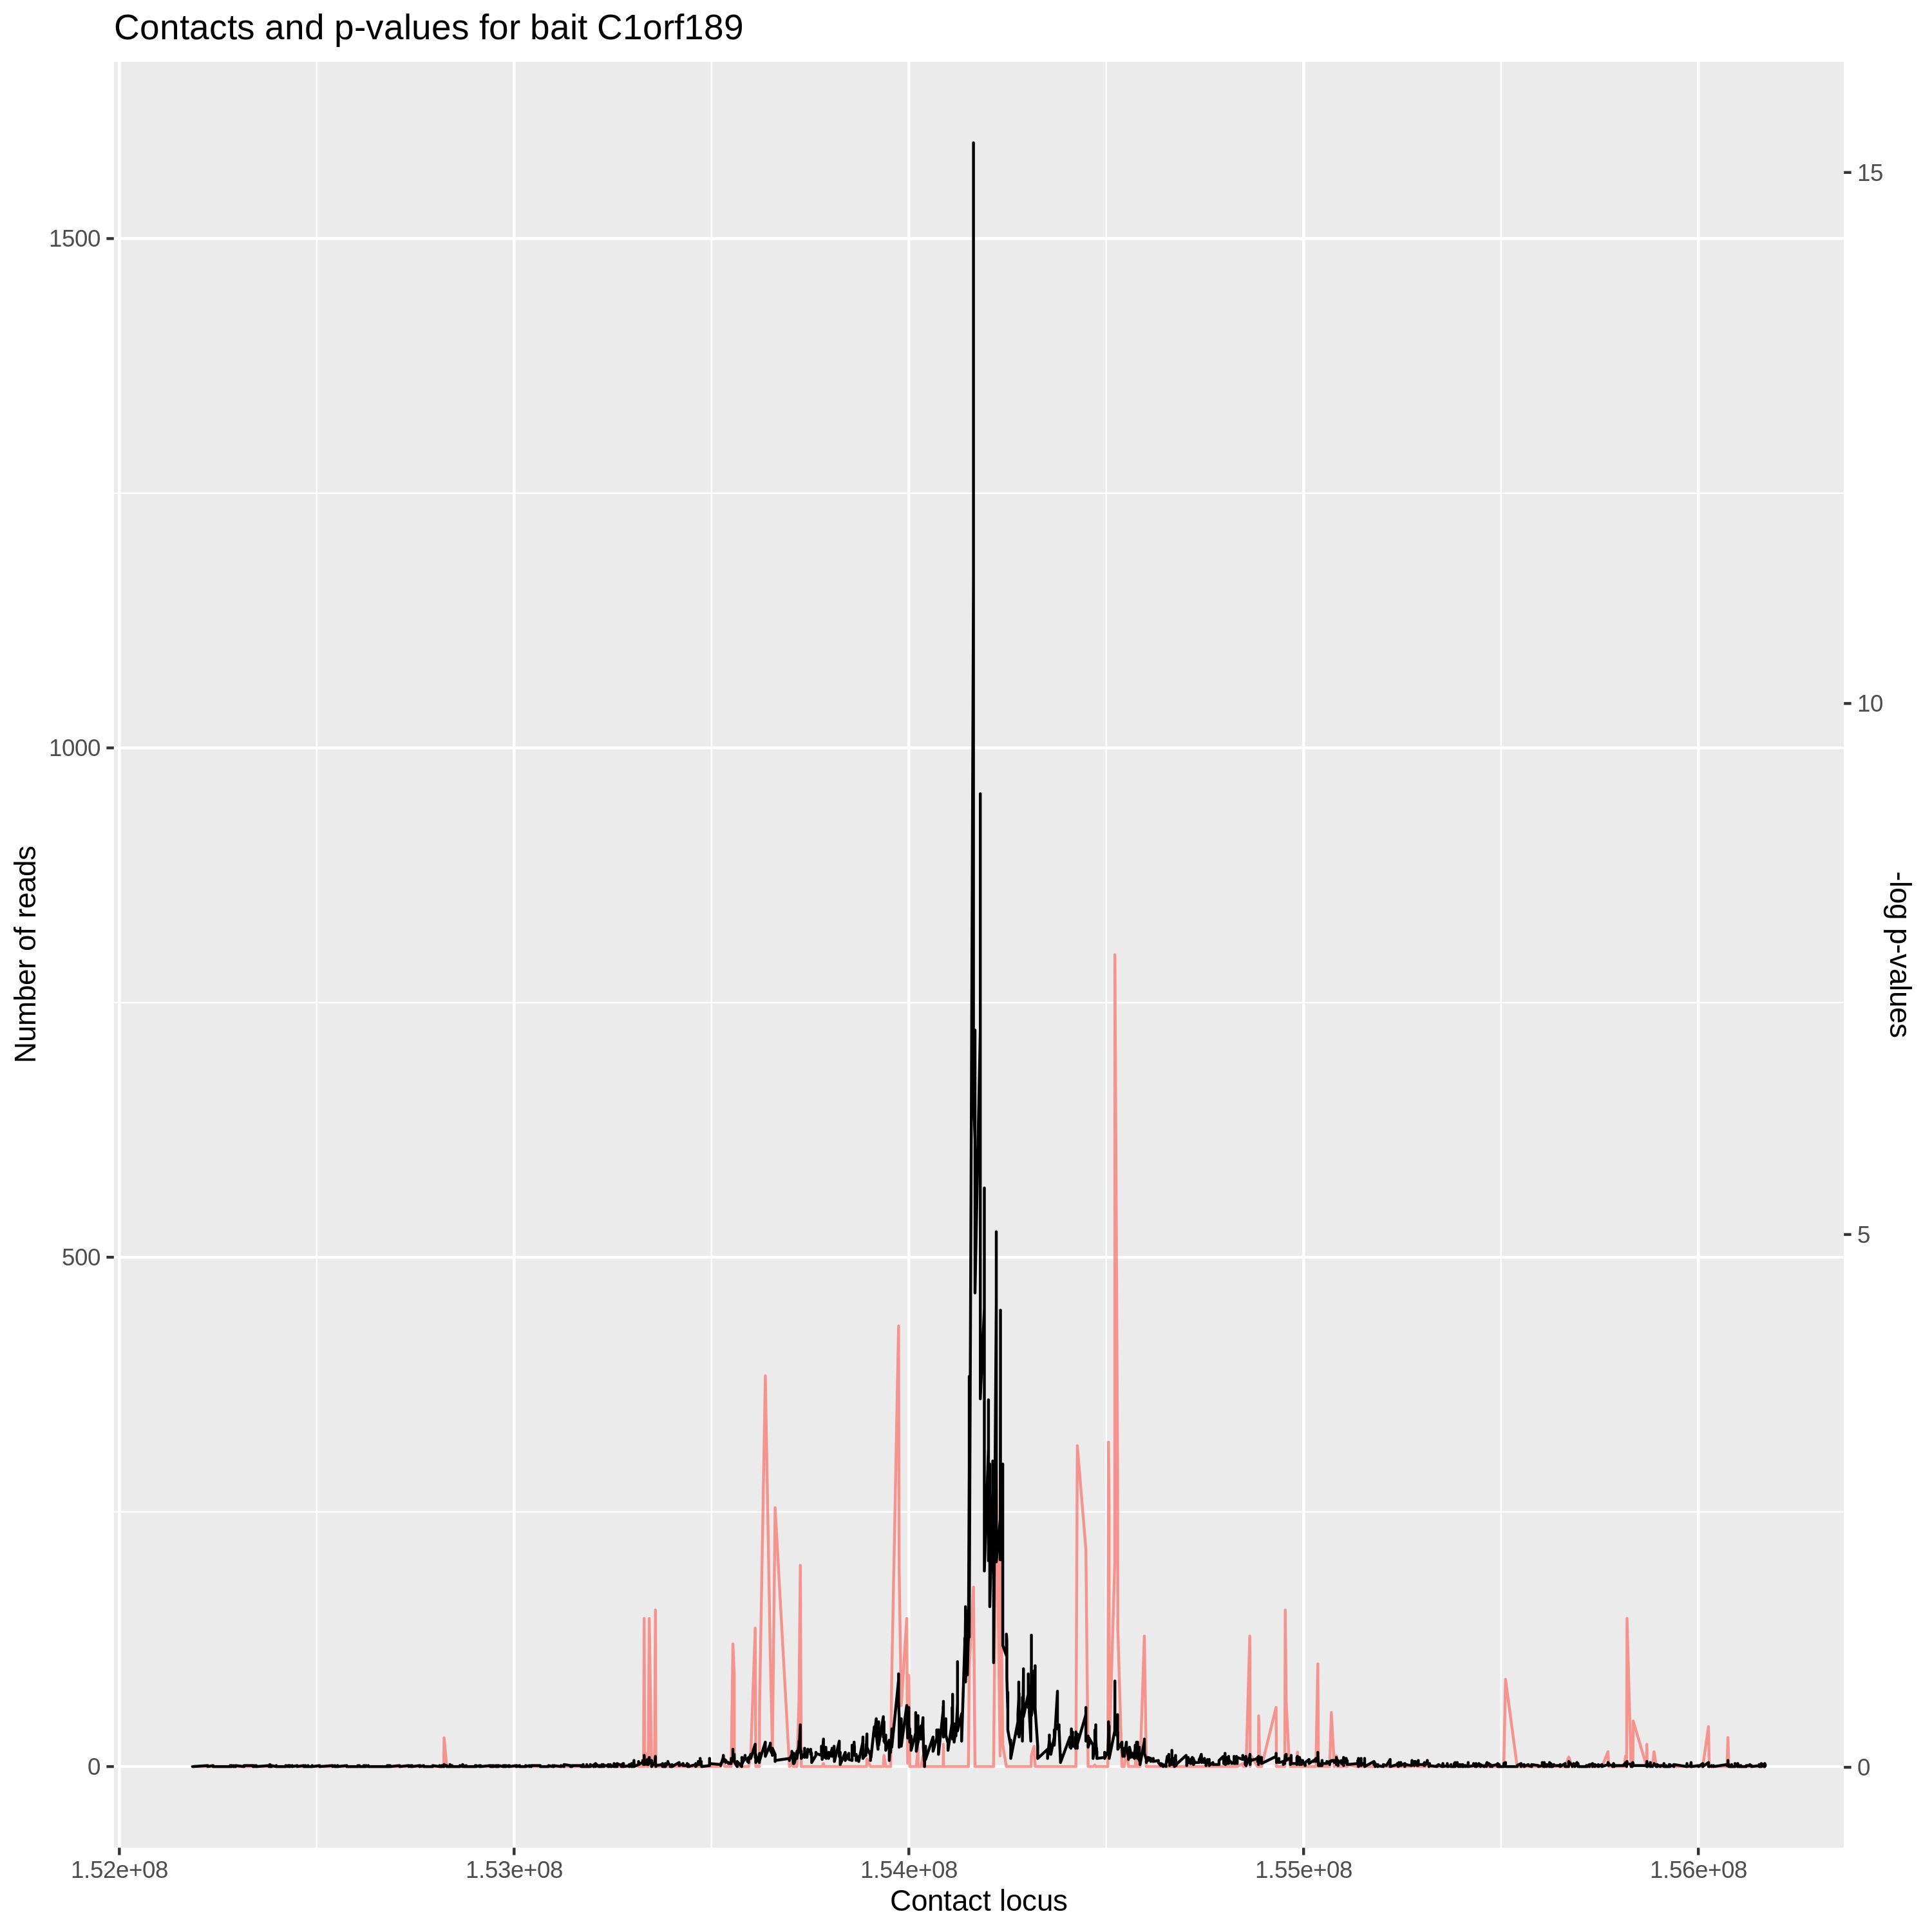 Contacts and p-values for bait C1orf189
1500
1000
500
0
Number of reads
15
10
5
0
-log p-values
1.52e+08
1.53e+08
1.54e+08
1.55e+08
1.56e+08
Contact locus